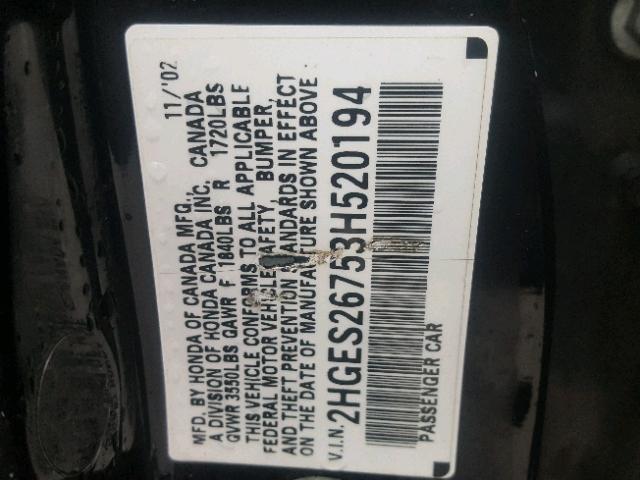 MFD. BY HONDA OF CANADA MFG., 11/'02
A DIVISION OF HONDA CANADA INC. CANADA
GVWR 3550LBS GAWR F 1840LBS R 1720LBS
THIS VEHICLE CONFORMS TO ALL APPLICABLE
FEDERAL MOTOR VEHICLE SAFETY, BUMPER,
AND THEFT PREVENTION STANDARDS IN EFFECT
ON THE DATE OF MANUFACTURE SHOWN ABOVE.
V.I.N. 2HGES26753H520194
PASSENGER CAR